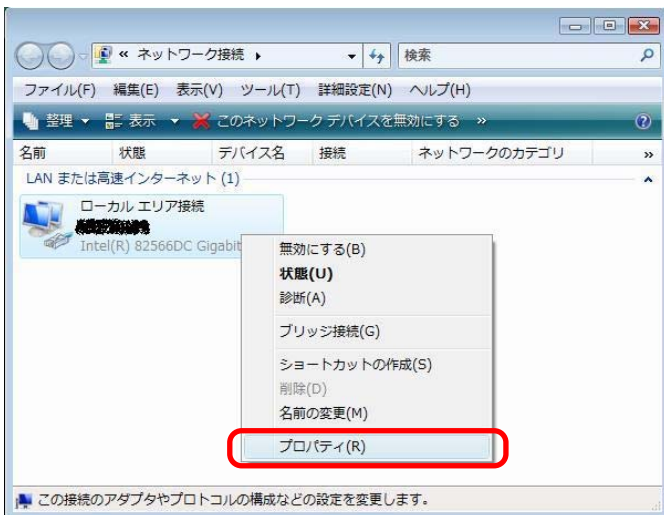 « ネットワーク接続
検索
ファイル(F) 編集(E) 表示(V) ツール(T) 詳細設定(N) ヘルプ(H)
整理 表示 このネットワーク デバイスを無効にする »
名前 状態 デバイス名 接続 ネットワークのカテゴリ »
LAN または高速インターネット (1)
ローカル エリア接続
Intel(R) 82566DC Gigabit
無効にする(B)
状態(U)
診断(A)
ブリッジ接続(G)
ショートカットの作成(S)
削除(D)
名前の変更(M)
プロパティ(R)
この接続のアダプタやプロトコルの構成などの設定を変更します。